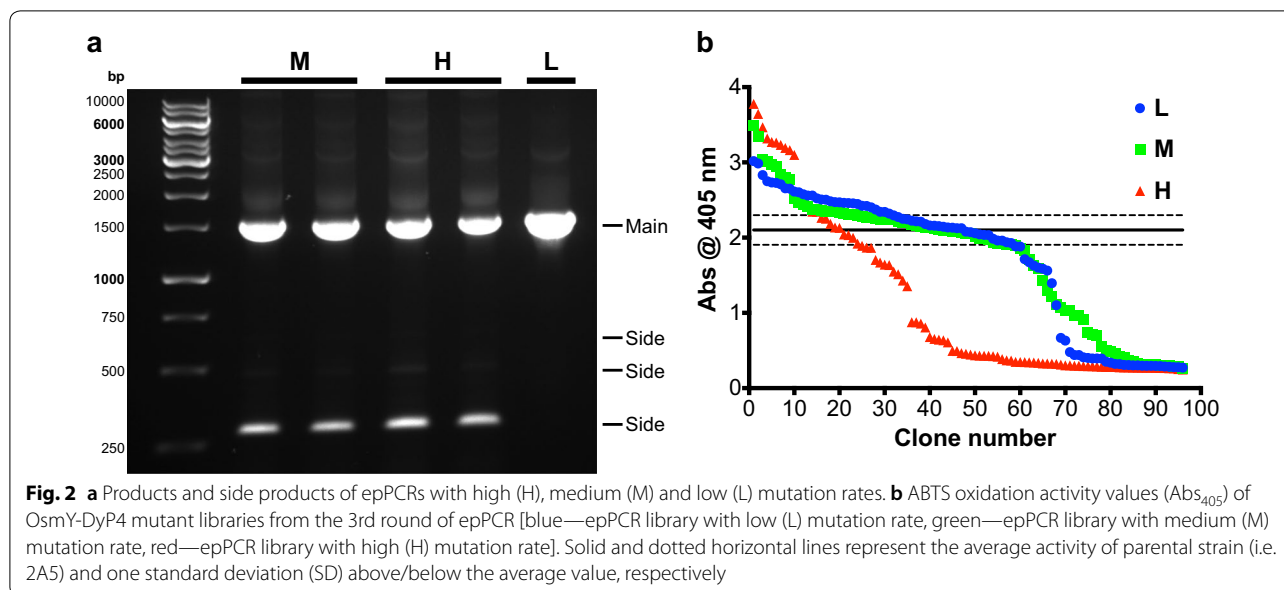 a
M H L
bp
10000
6000
3000
2500
2000
1500
1000
750
500
250
Main
Side
Side
Side
b
Abs @ 405 nm
4
3
2
1
0
0 10 20 30 40 50 60 70 80 90 100
Clone number
L
M
H
Fig. 2 a Products and side products of epPCRs with high (H), medium (M) and low (L) mutation rates. b ABTS oxidation activity values (Abs405) of
OsmY-DyP4 mutant libraries from the 3rd round of epPCR [blue—epPCR library with low (L) mutation rate, green—epPCR library with medium (M)
mutation rate, red—epPCR library with high (H) mutation rate]. Solid and dotted horizontal lines represent the average activity of parental strain (i.e.
2A5) and one standard deviation (SD) above/below the average value, respectively